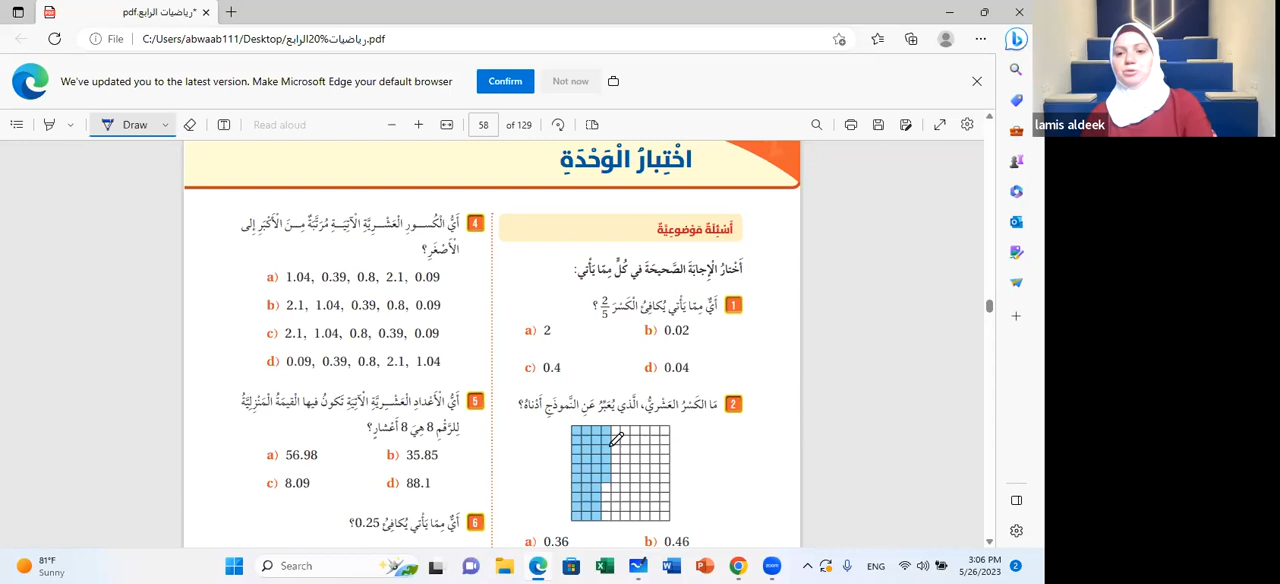 رياضيات الرابع.pdf*
File C:/Users/abwaab111/Desktop/رياضيات%20الرابع.pdf
We've updated you to the latest version. Make Microsoft Edge your default browser Confirm Not now
Draw Read aloud 58 of 129
lamis aldeek
اخْتِبارُ الْوَحْدَةِ
أَسْئِلَةٌ مَوْضوعِيَّةٌ
أَخْتارُ الْإِجابَةَ الصَّحيحَةَ في كُلٍّ مِمّا يَأْتي:
1 أَيٌّ مِمّا يَأْتي يُكافِئُ الْكَسْرَ 2/5 ؟
a) 2 b) 0.02
c) 0.4 d) 0.04
2 مَا الْكَسْرُ الْعَشْرِيُّ، الَّذي يُعَبِّرُ عَنِ النَّموذَجِ أَدْناهُ؟
a) 0.36 b) 0.46
4 أَيُّ الْكُسورِ الْعَشْرِيَّةِ الْآتِيَةِ مُرَتَّبَةٌ مِنَ الْأَكْبَرِ إِلى
الْأَصْغَرِ؟
a) 1.04, 0.39, 0.8, 2.1, 0.09
b) 2.1, 1.04, 0.39, 0.8, 0.09
c) 2.1, 1.04, 0.8, 0.39, 0.09
d) 0.09, 0.39, 0.8, 2.1, 1.04
5 أَيُّ الْأَعْدادِ الْعَشْرِيَّةِ الْآتِيَةِ تَكونُ فيها الْقيمَةُ الْمَنْزِلِيَّةُ
لِلرَّقْمِ 8 هِيَ 8 أَعْشارٍ؟
a) 56.98 b) 35.85
c) 8.09 d) 88.1
6 أَيٌّ مِمّا يَأْتي يُكافِئُ 0.25؟
81°F
Sunny
Search
ENG
3:06 PM
5/26/2023
2